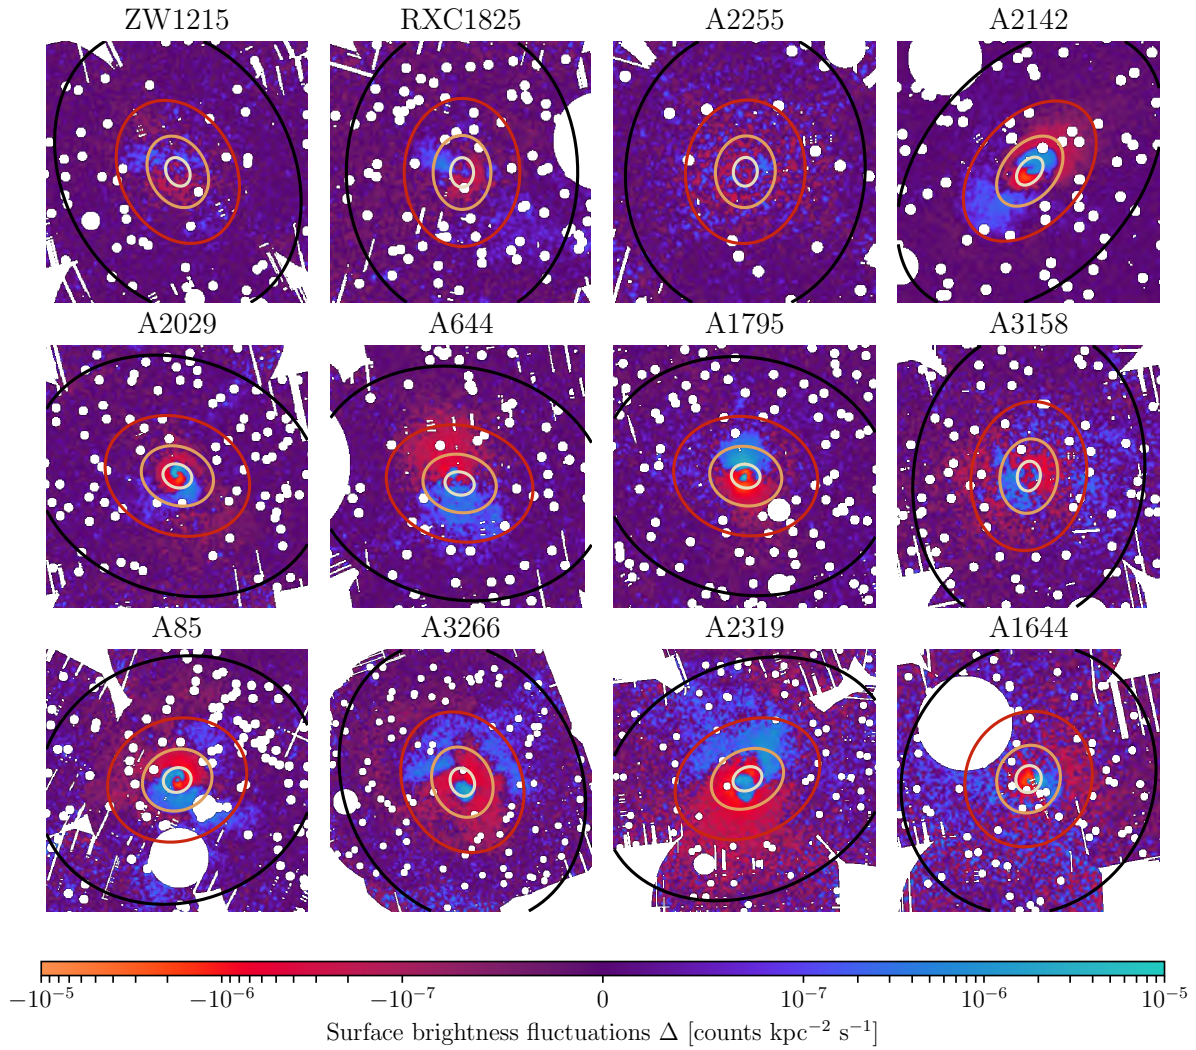 ZW1215 RXC1825 A2255 A2142
A2029 A644 A1795 A3158
A85 A3266 A2319 A1644
−10⁻⁵ −10⁻⁶ −10⁻⁷ 0 10⁻⁷ 10⁻⁶ 10⁻⁵
Surface brightness fluctuations Δ [counts kpc⁻² s⁻¹]